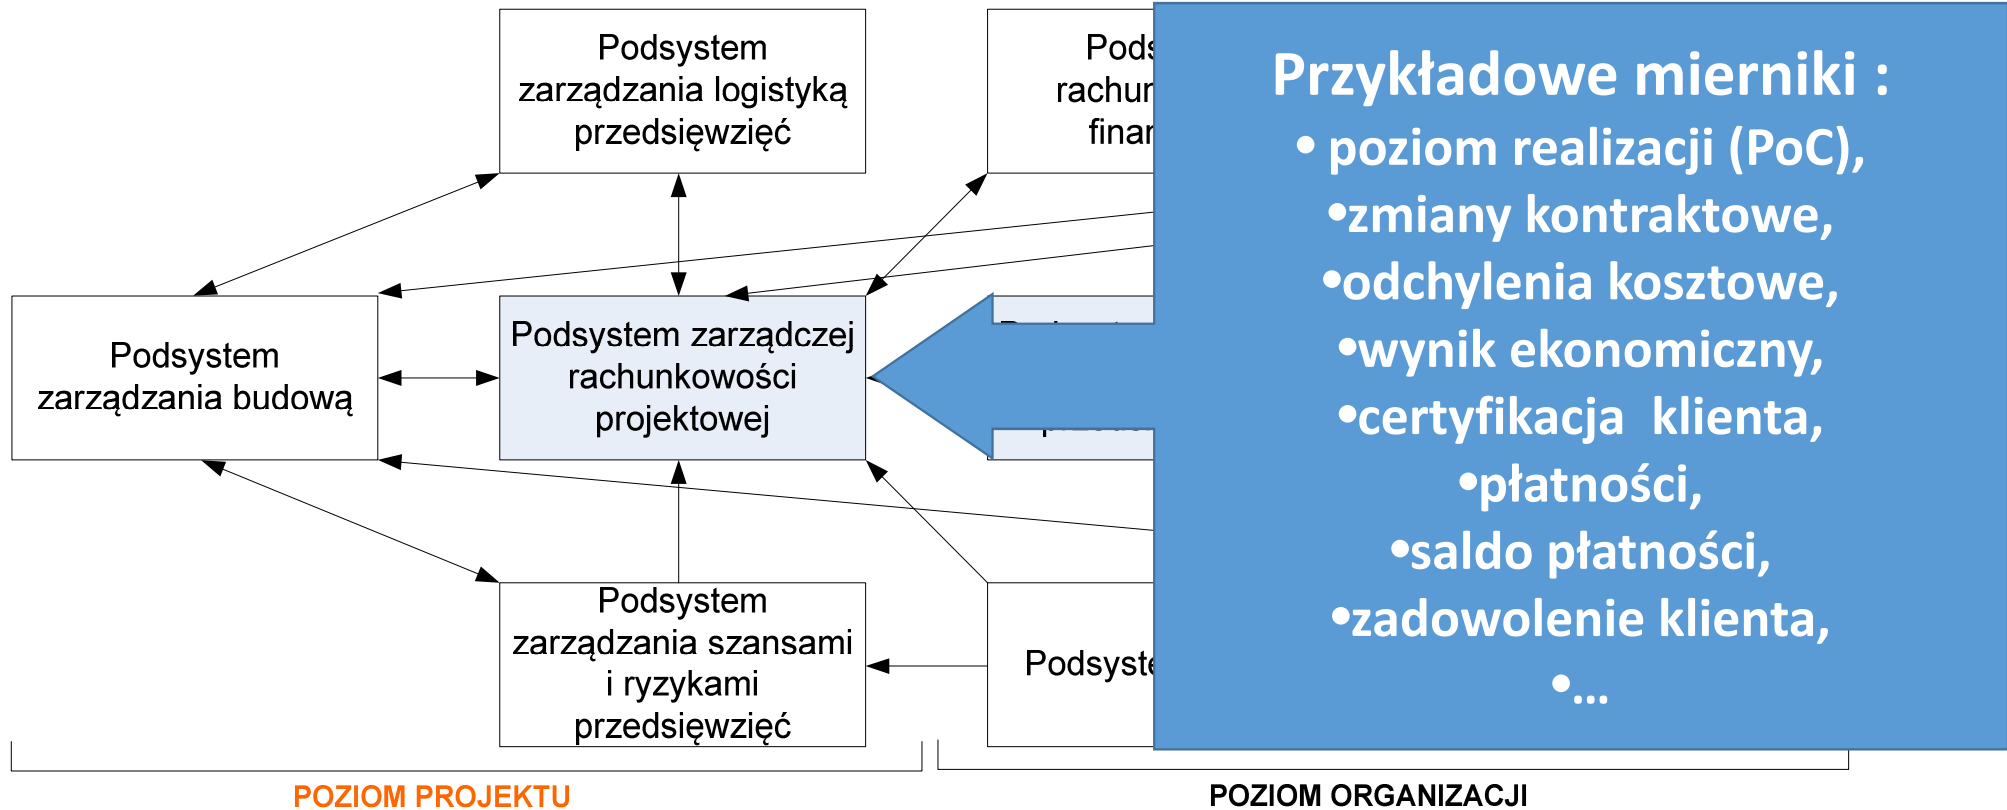 Podsystem
zarządzania logistyką
przedsięwzięć
Podsystem
zarządzania budową
Podsystem zarządczej
rachunkowości
projektowej
Podsystem
zarządzania szansami
i ryzykami
przedsięwzięć
Przykładowe mierniki :
• poziom realizacji (PoC),
•zmiany kontraktowe,
•odchylenia kosztowe,
•wynik ekonomiczny,
•certyfikacja klienta,
•płatności,
•saldo płatności,
•zadowolenie klienta,
•...
POZIOM PROJEKTU
POZIOM ORGANIZACJI